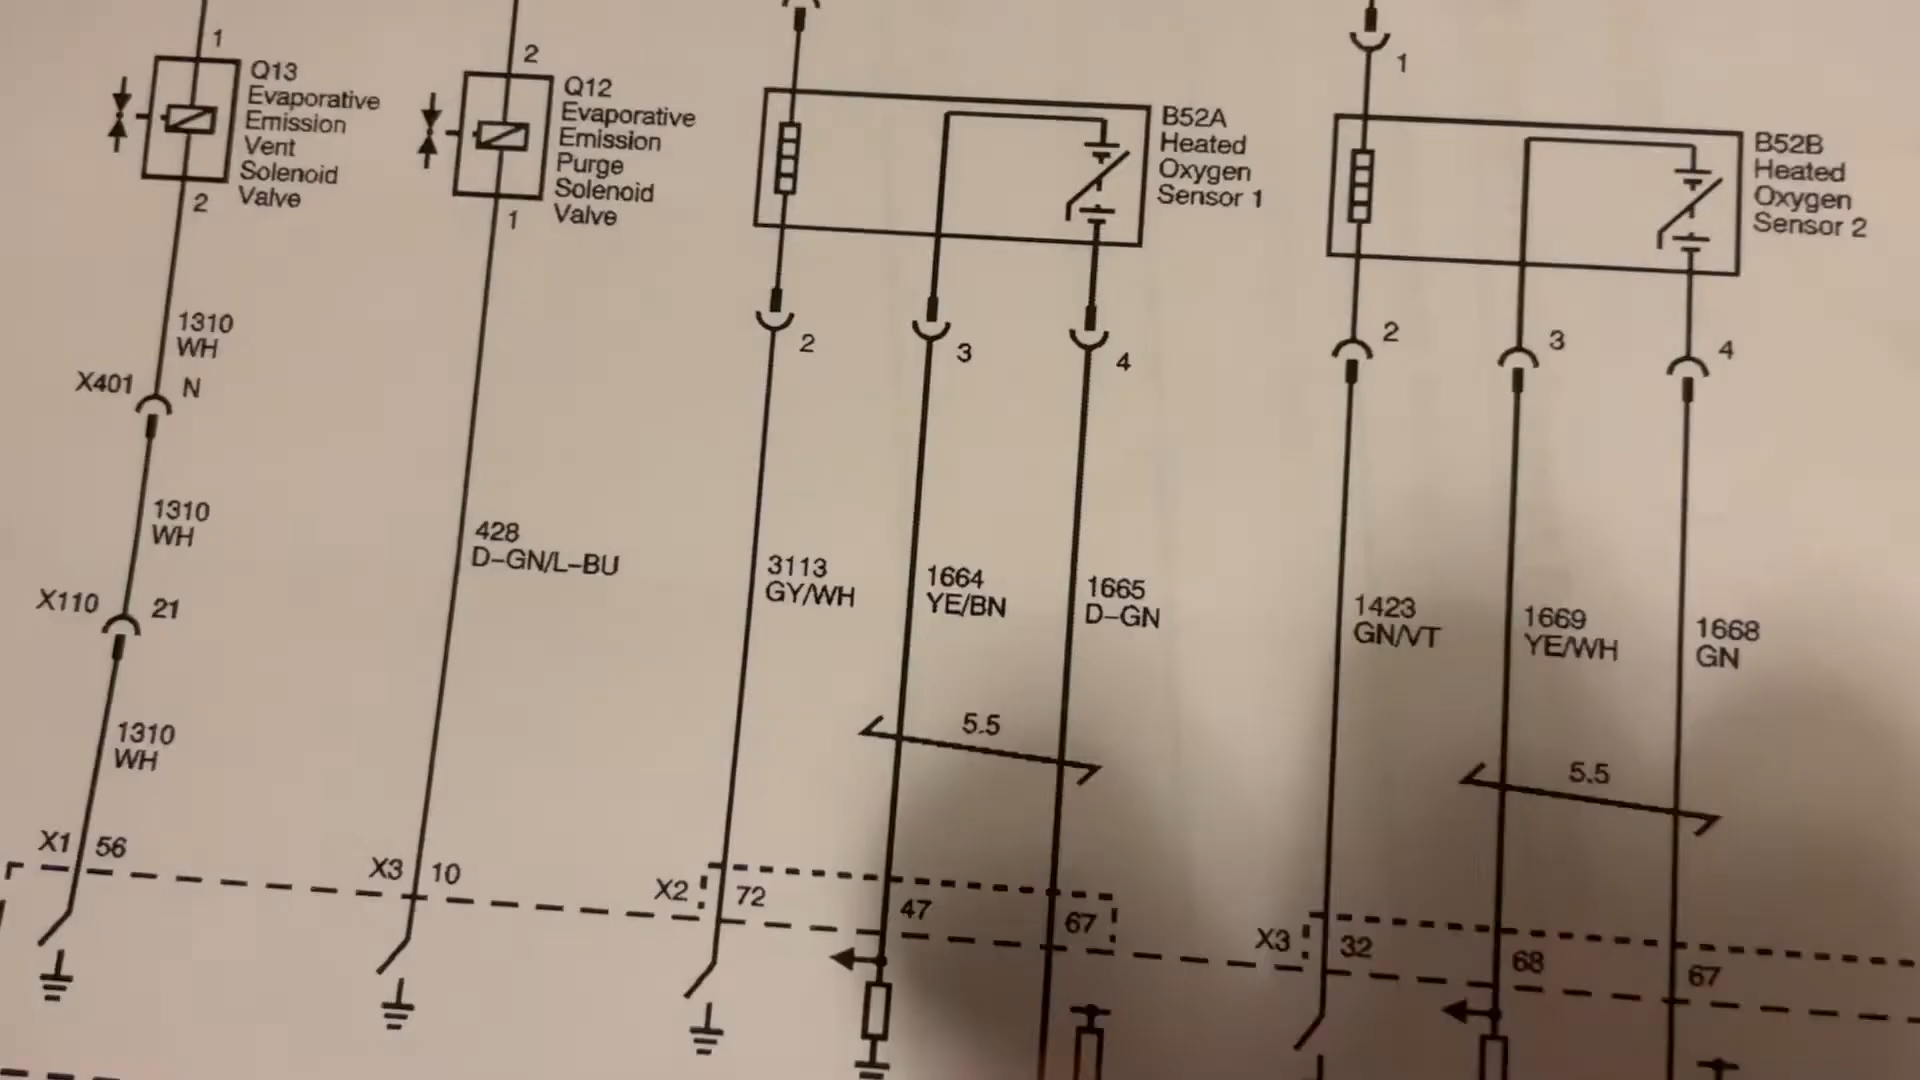 1
Q13
Evaporative
Emission
Vent
Solenoid
Valve
2
1310
WH
X401
N
1310
WH
X110
21
1310
WH
X1
56
2
Q12
Evaporative
Emission
Purge
Solenoid
Valve
1
428
D-GN/L-BU
X3
10
B52A
Heated
Oxygen
Sensor 1
2
3
4
3113
GY/WH
1664
YE/BN
1665
D-GN
5.5
X2
72
47
67
1
B52B
Heated
Oxygen
Sensor 2
2
3
4
1423
GN/VT
1669
YE/WH
1668
GN
5.5
X3
32
68
67